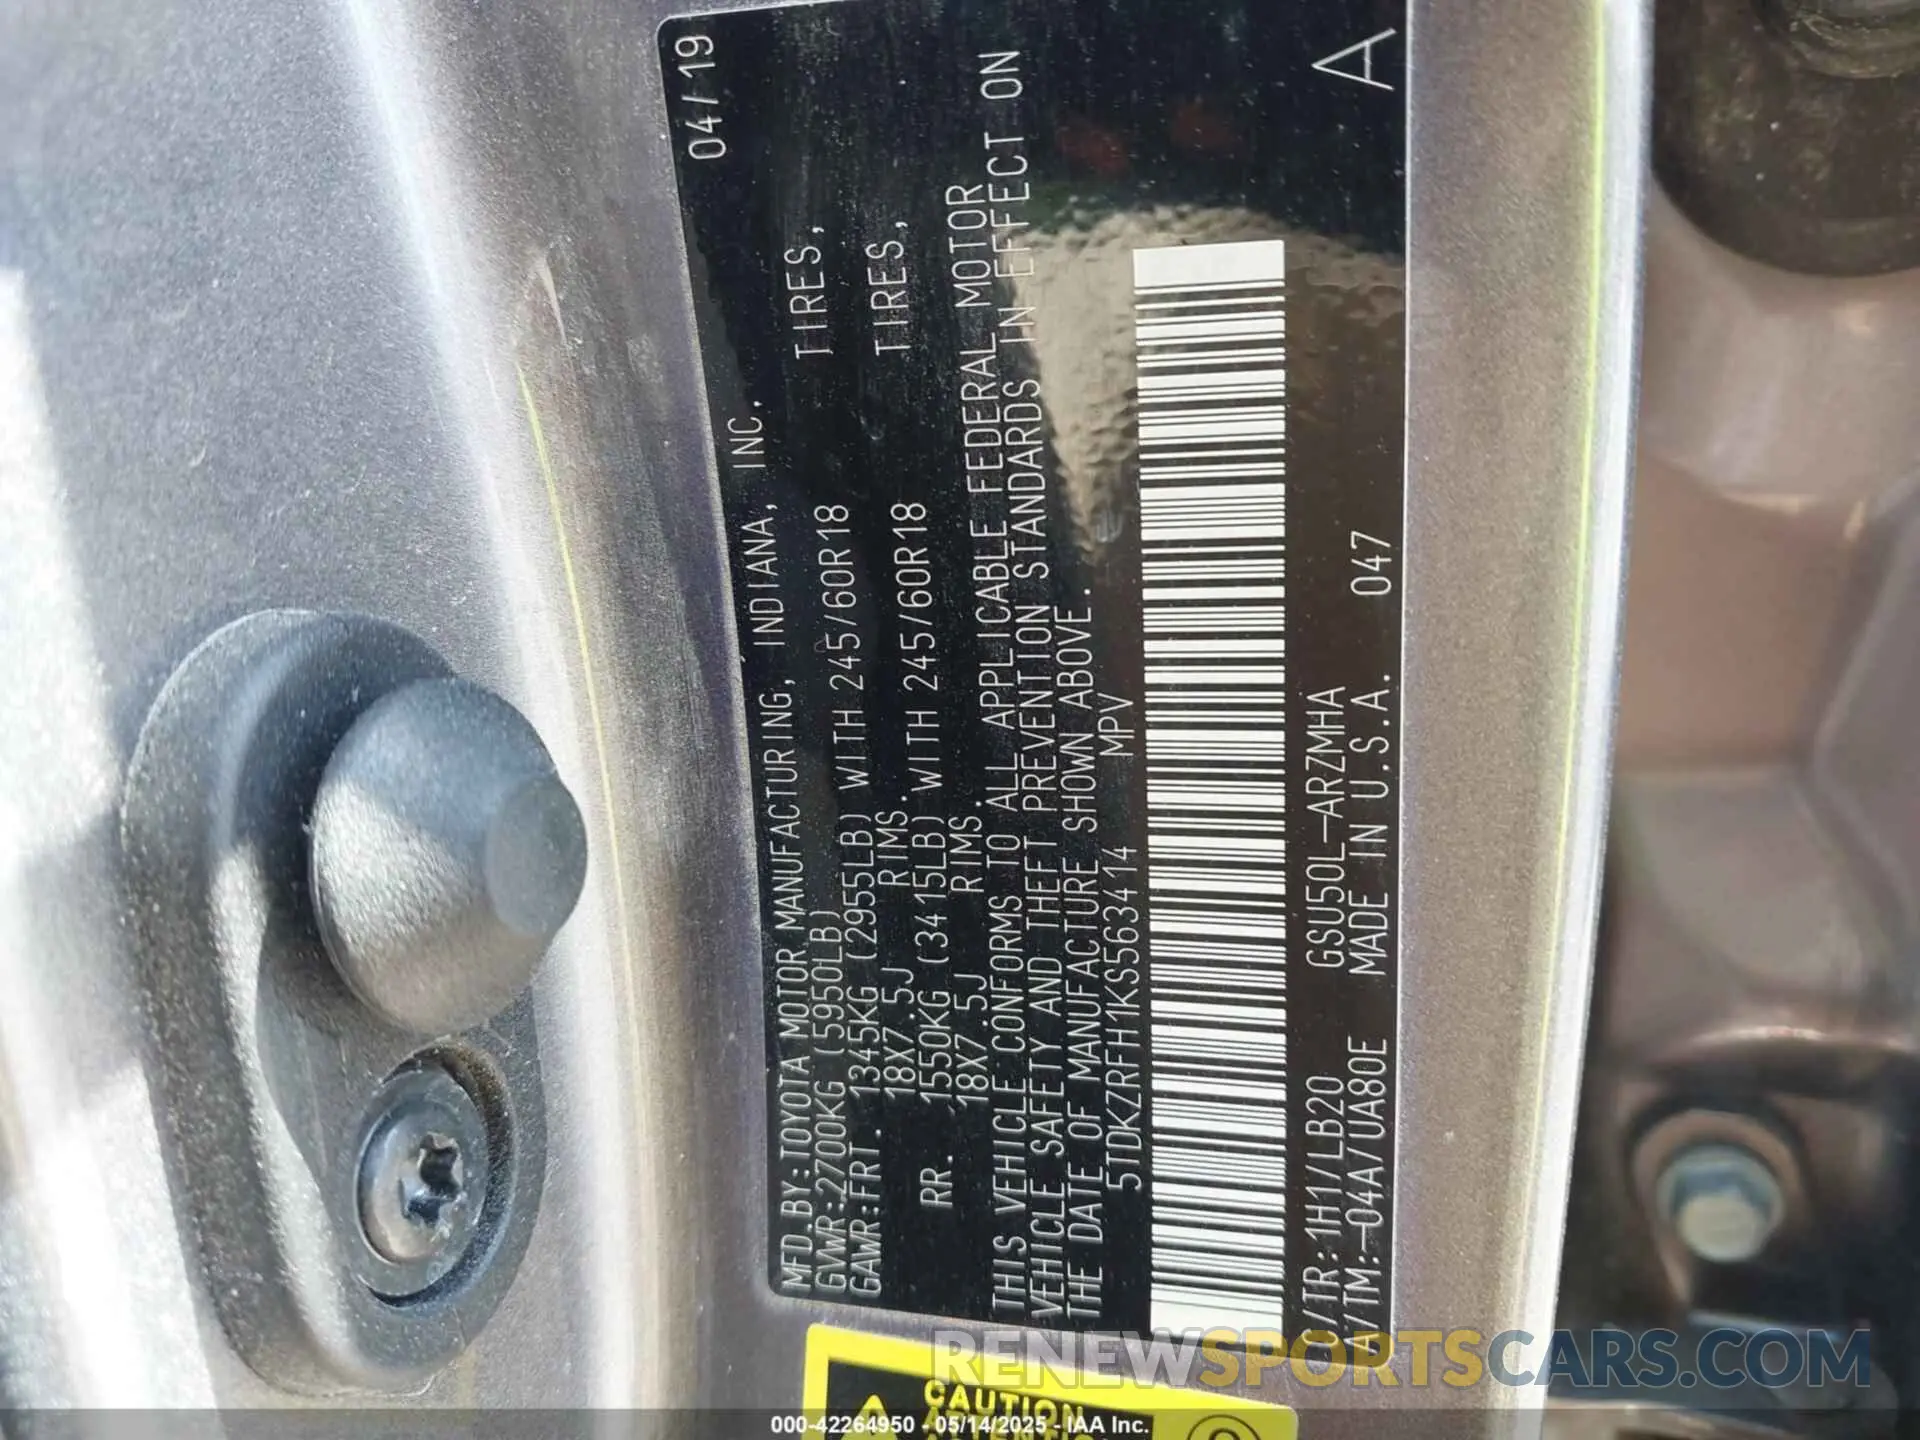 MFD.BY:TOYOTA MOTOR MANUFACTURING, INDIANA, INC. 04/19
GVWR:2700KG(5950LB)
GAWR:FRT. 1345KG(2955LB) WITH 245/60R18 TIRES,
18X7.5J RIMS.
RR. 1550KG(3415LB) WITH 245/60R18 TIRES,
18X7.5J RIMS.
THIS VEHICLE CONFORMS TO ALL APPLICABLE FEDERAL MOTOR
VEHICLE SAFETY AND THEFT PREVENTION STANDARDS IN EFFECT ON
THE DATE OF MANUFACTURE SHOWN ABOVE.
5TDKZRFH1KS563414 MPV
C/TR:1H1/LB20 GSU50L-ARZMHA
A/TM:-04A/UA80E MADE IN U.S.A. 047 A
CAUTION
RENEWSPORTSCARS.COM
000-42264950 - 05/14/2025 - IAA Inc.